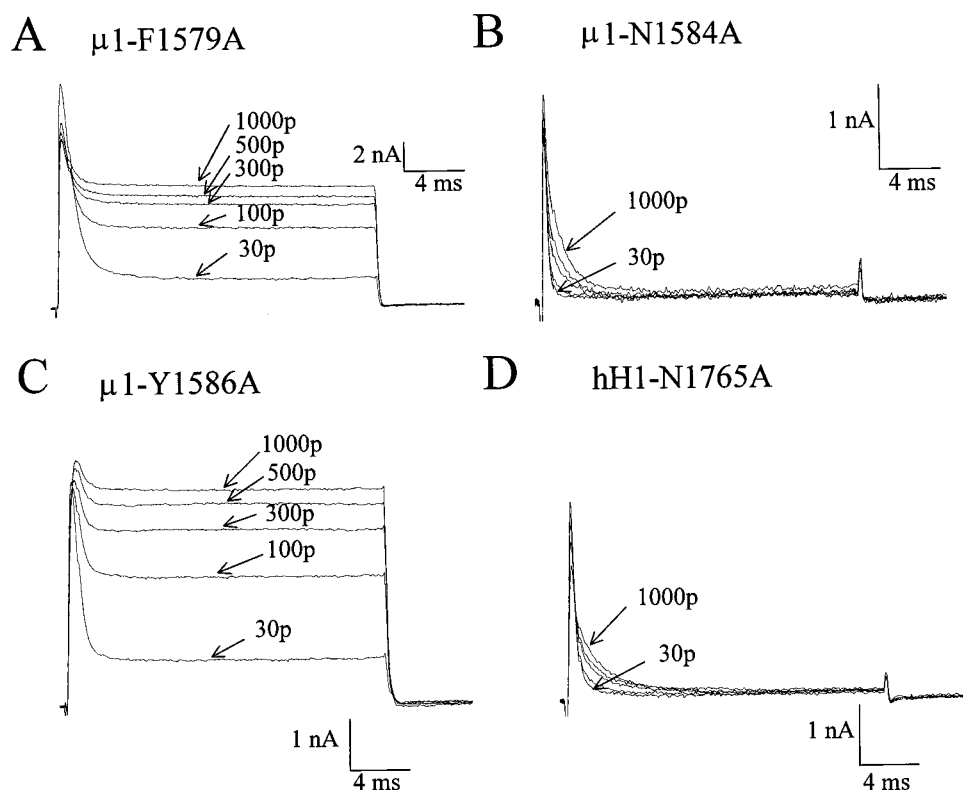 A μ1-F1579A
1000p
500p
300p
100p
30p
2 nA
4 ms
B μ1-N1584A
1000p
30p
1 nA
4 ms
C μ1-Y1586A
1000p
500p
300p
100p
30p
1 nA
4 ms
D hH1-N1765A
1000p
30p
1 nA
4 ms